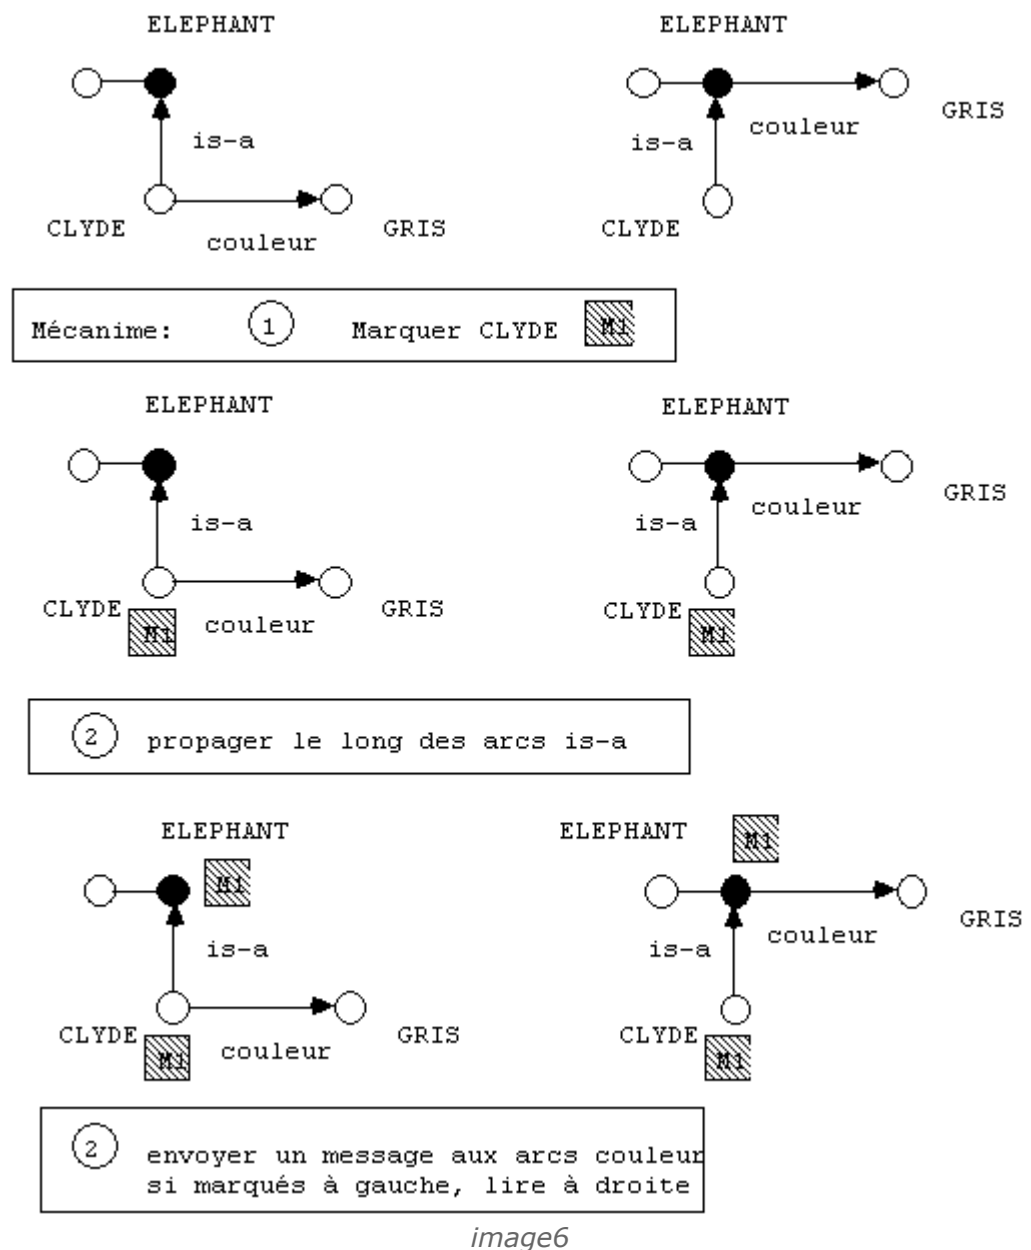 ELEPHANT ELEPHANT
GRIS
is-a is-a couleur
CLYDE GRIS CLYDE
couleur
Mécanime: 1 Marquer CLYDE M1
ELEPHANT ELEPHANT
GRIS
is-a is-a couleur
CLYDE GRIS CLYDE
M1 couleur M1
2 propager le long des arcs is-a
ELEPHANT ELEPHANT M1
M1
GRIS
is-a is-a couleur
CLYDE GRIS CLYDE
M1 couleur M1
2 envoyer un message aux arcs couleur
si marqués à gauche, lire à droite
image6